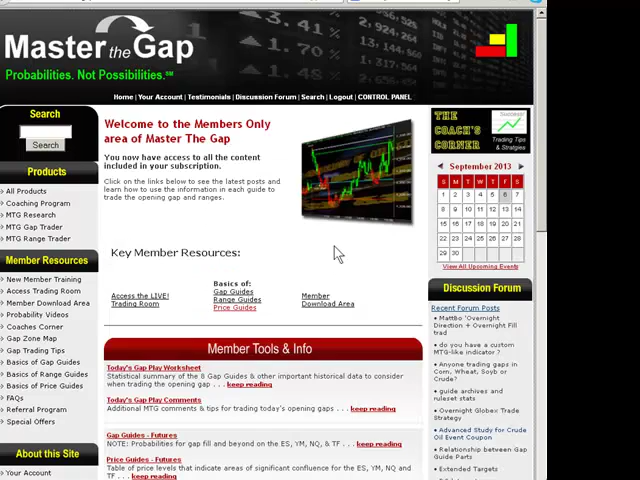 3.41 2,924,
1.70 13,144,
1.48
Master the Gap
Probabilities. Not Possibilities.SM
Home | Your Account | Testimonials | Discussion Forum | Search | Logout | CONTROL PANEL
Search
Search
Products
All Products
Coaching Program
MTG Research
MTG Gap Trader
MTG Range Trader
Member Resources
New Member Training
Access Trading Room
Member Download Area
Probability Videos
Coaches Corner
Gap Zone Map
Gap Trading Tips
Basics of Gap Guides
Basics of Range Guides
Basics of Price Guides
FAQs
Referral Program
Special Offers
About this Site
Your Account
Welcome to the Members Only
area of Master The Gap
You now have access to all the content
included in your subscription.
Click on the links below to see the latest posts and
learn how to use the information in each guide to
trade the opening gap and ranges.
Key Member Resources:
Access the LIVE!
Trading Room
Basics of:
Gap Guides
Range Guides
Price Guides
Member
Download Area
Member Tools & Info
Today's Gap Play Worksheet
Statistical summary of the 8 Gap Guides & other important historical data to consider
when trading the opening gap . . . keep reading
Today's Gap Play Comments
Additional MTG comments & tips for trading today's opening gaps . . . keep reading
Gap Guides - Futures
NOTE: Probabilities for gap fill and beyond on the ES, YM, NQ, & TF . . . keep reading
Price Guides - Futures
Table of price levels that indicate areas of significant confluence for the ES, YM, NQ and
TF . . . keep reading
THE
COACH'S
CORNER
Trading Tips
& Stratgies
September 2013
S M T W T F S
1 2 3 4 5 6 7
8 9 10 11 12 13 14
15 16 17 18 19 20 21
22 23 24 25 26 27 28
29 30
View All Upcoming Events
Discussion Forum
Recent Forum Posts
MattBo 'Overnight
Direction + Overnight Fill
trad
do you have a custom
MTG-like indicator ?
Anyone trading gaps in
Corn, Wheat, Soyb or
Crude?
guide archives and
ruleset stats
Overnight Globex Trade
Strategy
Advanced Study for Crude
Oil Event Coupon
Relationship between Gap
Guide Parts
Extended Targets